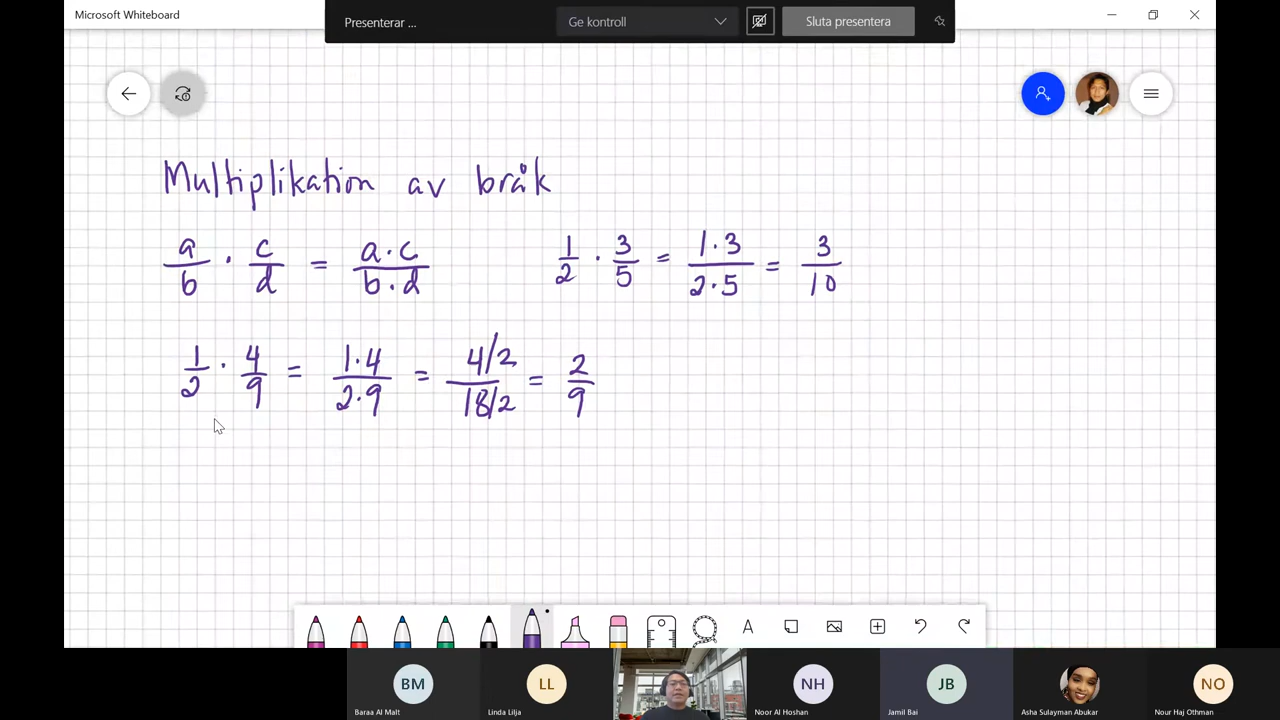 Microsoft Whiteboard
Presenterar ...
Ge kontroll
Sluta presentera
Multiplikation av bråk
a/b · c/d = a·c/b·d
1/2 · 3/5 = 1·3/2·5 = 3/10
1/2 · 4/9 = 1·4/2·9 = 4/2/18/2 = 2/9
A
BM
LL
NH
JB
NO
Baraa Al Malt
Linda Lilja
Noor Al Hoshan
Jamil Bai
Asha Sulayman Abukar
Nour Haj Othman